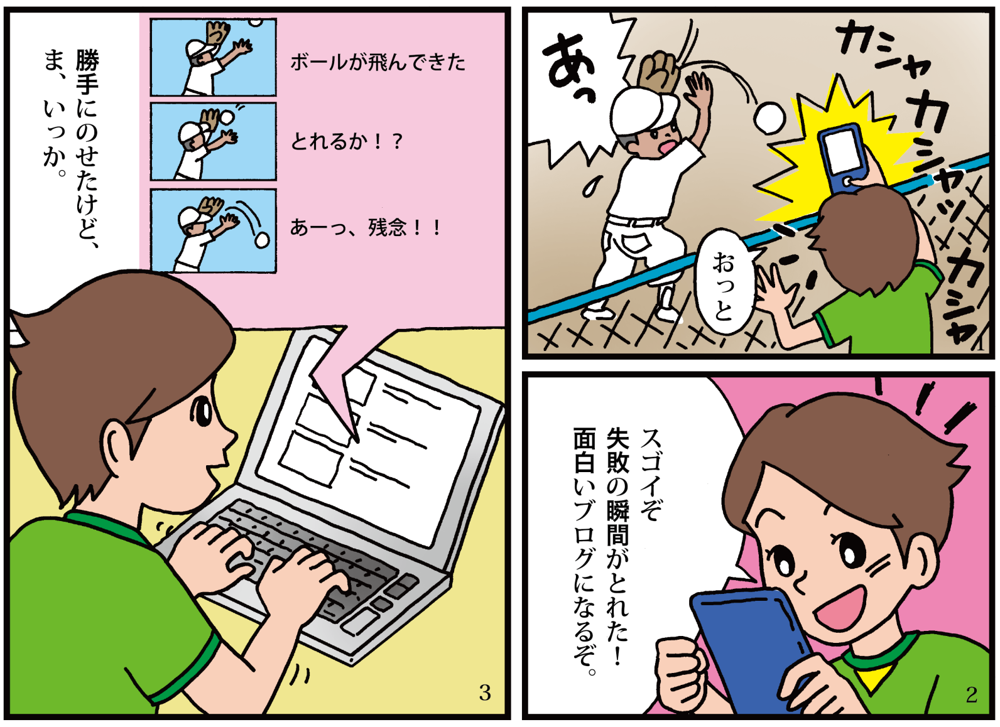 あっ
カシャカシャッカシャ
おっと
1
スゴイぞ
失敗の瞬間がとれた！
面白いブログになるぞ。
2
ボールが飛んできた
とれるか！？
あーっ、残念！！
勝手にのせたけど、
ま、いっか。
3